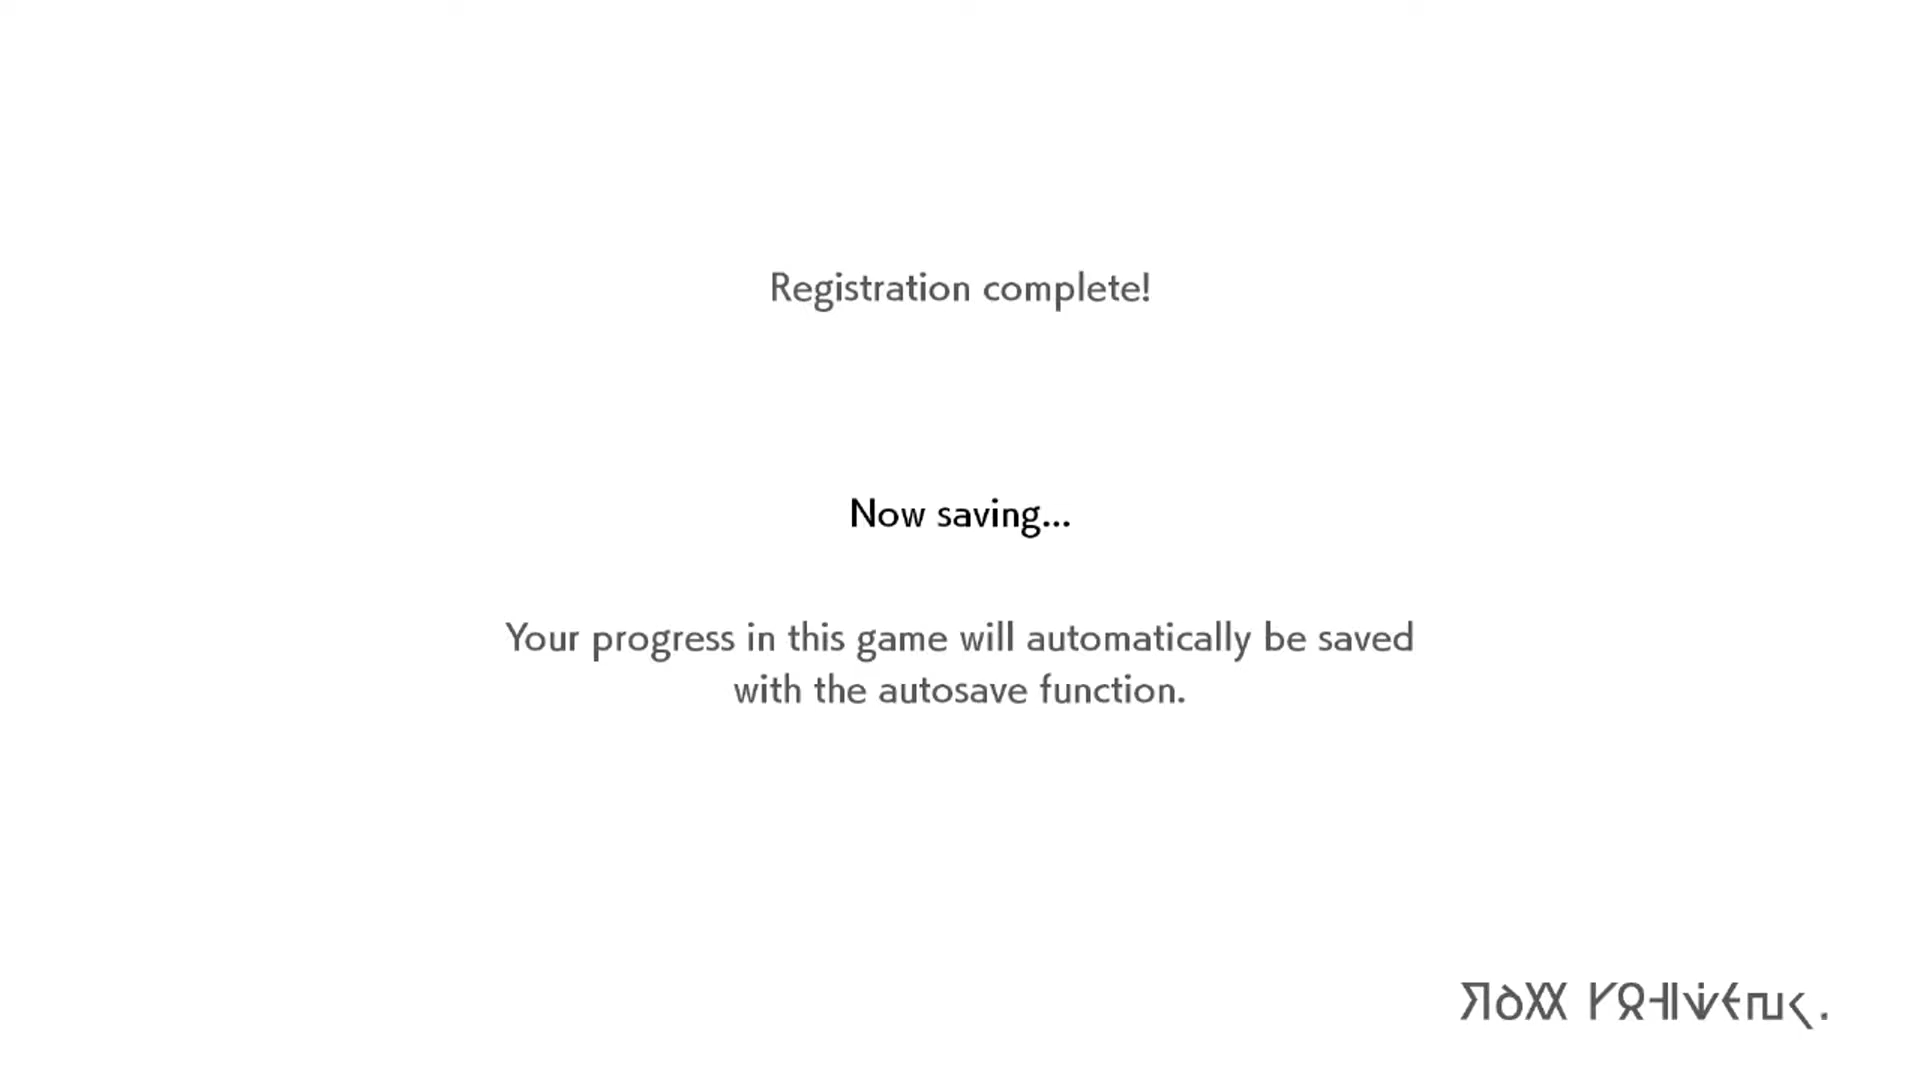 Registration complete!
Now saving...
Your progress in this game will automatically be saved
with the autosave function.